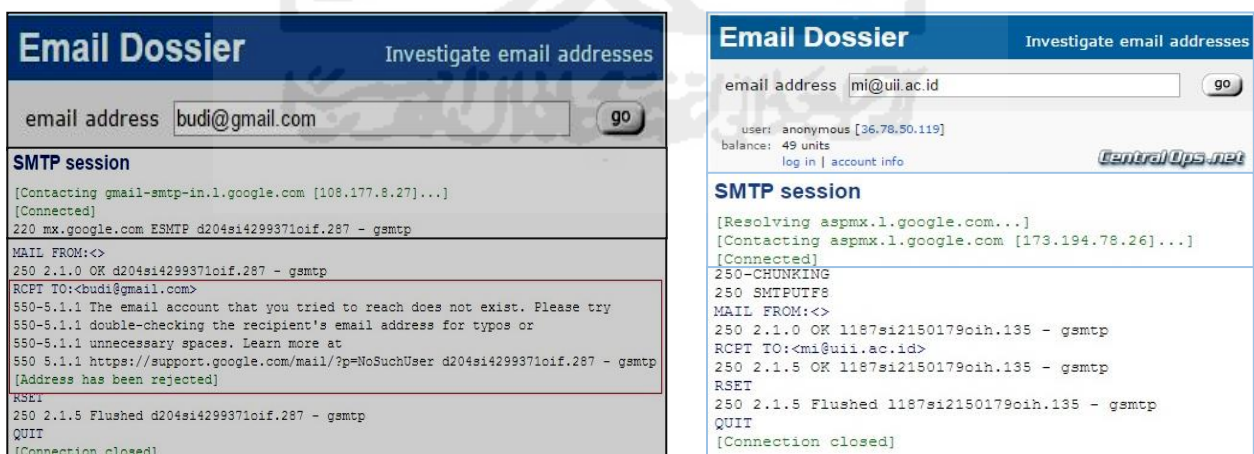 Email Dossier
Investigate email addresses
email address budi@gmail.com go
SMTP session
[Contacting gmail-smtp-in.l.google.com [108.177.8.27]...]
[Connected]
220 mx.google.com ESMTP d204si4299371oif.287 - gsmtp
MAIL FROM:<>
250 2.1.0 OK d204si4299371oif.287 - gsmtp
RCPT TO:<budi@gmail.com>
550-5.1.1 The email account that you tried to reach does not exist. Please try
550-5.1.1 double-checking the recipient's email address for typos or
550-5.1.1 unnecessary spaces. Learn more at
550 5.1.1 https://support.google.com/mail/?p=NoSuchUser d204si4299371oif.287 - gsmtp
[Address has been rejected]
RSET
250 2.1.5 Flushed d204si4299371oif.287 - gsmtp
QUIT
[Connection closed]
Email Dossier
Investigate email addresses
email address mi@uii.ac.id go
user: anonymous [36.78.50.119]
balance: 49 units
log in | account info
CentralOps.net
SMTP session
[Resolving aspmx.l.google.com...]
[Contacting aspmx.l.google.com [173.194.78.26]...]
[Connected]
250-CHUNKING
250 SMTPUTF8
MAIL FROM:<>
250 2.1.0 OK l187si2150179oih.135 - gsmtp
RCPT TO:<mi@uii.ac.id>
250 2.1.5 OK l187si2150179oih.135 - gsmtp
RSET
250 2.1.5 Flushed l187si2150179oih.135 - gsmtp
QUIT
[Connection closed]